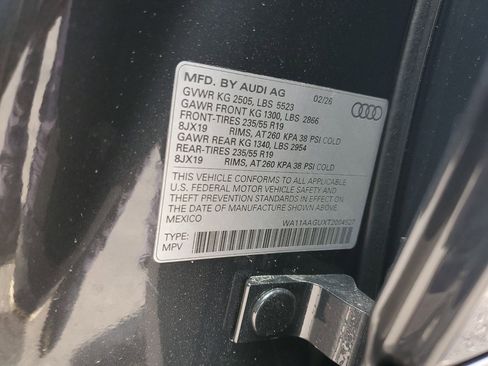 MFD. BY AUDI AG 02/26
GVWR KG 2505, LBS 5523
GAWR FRONT KG 1300, LBS 2866
FRONT-TIRES 235/55 R19
8JX19 RIMS, AT 260 KPA 38 PSI COLD
GAWR REAR KG 1340, LBS 2954
REAR-TIRES 235/55 R19
8JX19 RIMS, AT 260 KPA 38 PSI COLD
THIS VEHICLE CONFORMS TO ALL APPLICABLE
U.S. FEDERAL MOTOR VEHICLE SAFETY AND
THEFT PREVENTION STANDARDS IN EFFECT ON
THE DATE OF MANUFACTURE SHOWN ABOVE.
MEXICO
TYPE:
MPV